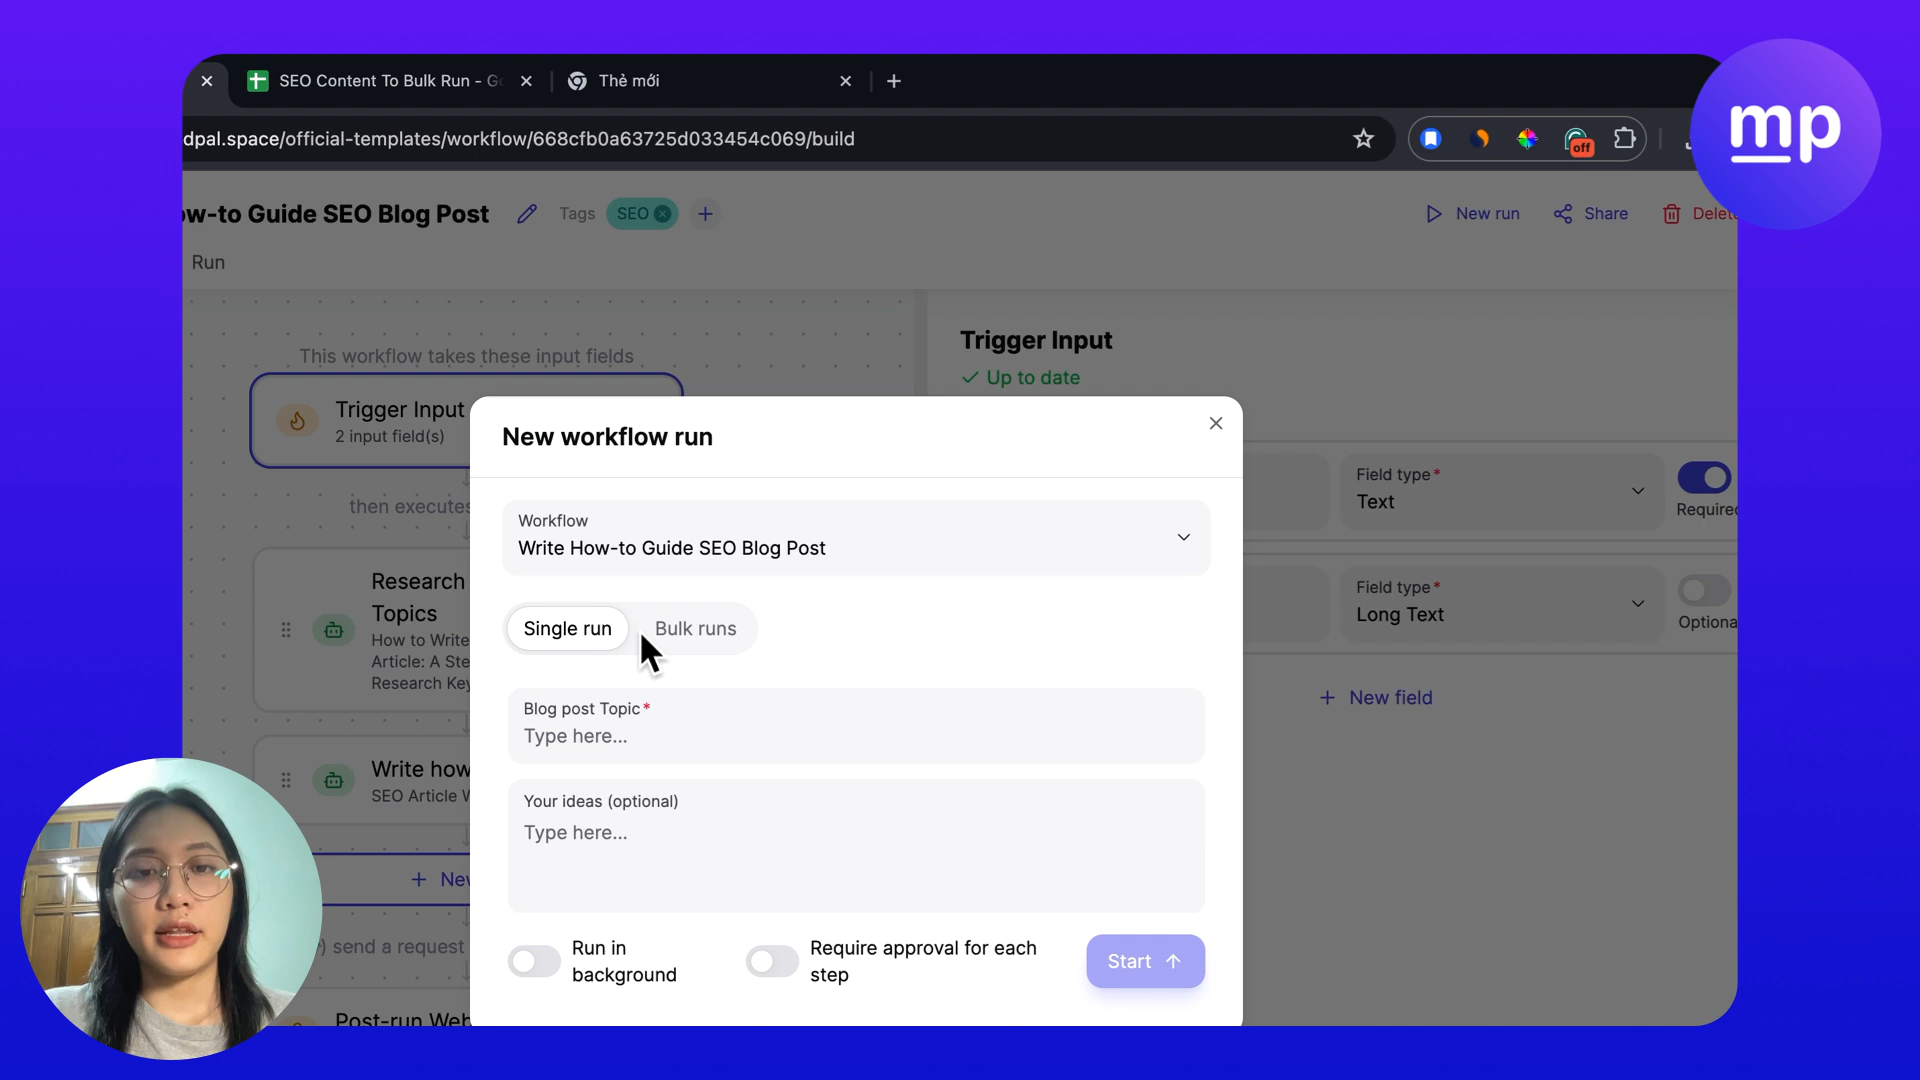 SEO Content To Bulk Run - Go
Thẻ mới
dpal.space/official-templates/workflow/668cfb0a63725d033454c069/build
off
mp
ow-to Guide SEO Blog Post
Tags
SEO
New run
Share
Delete
Run
This workflow takes these input fields
Trigger Input
2 input field(s)
then executes
Research
Topics
How to Write
Article: A Ste
Research Key
Write how
SEO Article W
+ New
) send a request
Post-run Web
Trigger Input
Up to date
Field type*
Text
Required
Field type*
Long Text
Optiona
+ New field
New workflow run
Workflow
Write How-to Guide SEO Blog Post
Single run
Bulk runs
Blog post Topic*
Type here...
Your ideas (optional)
Type here...
Run in
background
Require approval for each
step
Start